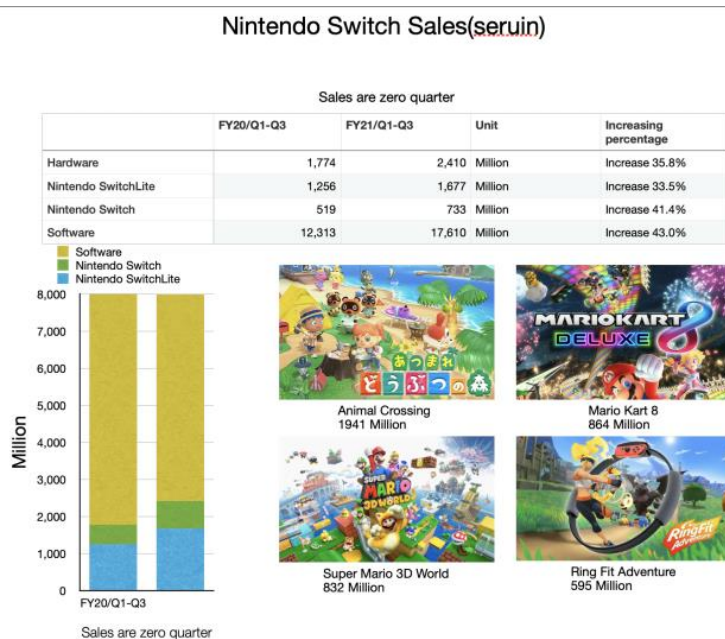 Nintendo Switch Sales(seruin)
Sales are zero quarter
FY20/Q1-Q3 FY21/Q1-Q3 Unit Increasing percentage
Hardware 1,774 2,410 Million Increase 35.8%
Nintendo SwitchLite 1,256 1,677 Million Increase 33.5%
Nintendo Switch 519 733 Million Increase 41.4%
Software 12,313 17,610 Million Increase 43.0%
Software
Nintendo Switch
Nintendo SwitchLite
8,000
7,000
6,000
5,000
4,000
3,000
2,000
1,000
0
Million
FY20/Q1-Q3
Sales are zero quarter
あつまれ
どうぶつの森
Animal Crossing
1941 Million
MARIOKART 8
DELUXE
Mario Kart 8
864 Million
SUPER
MARIO
3D WORLD
Super Mario 3D World
832 Million
RingFit
Adventure
Ring Fit Adventure
595 Million